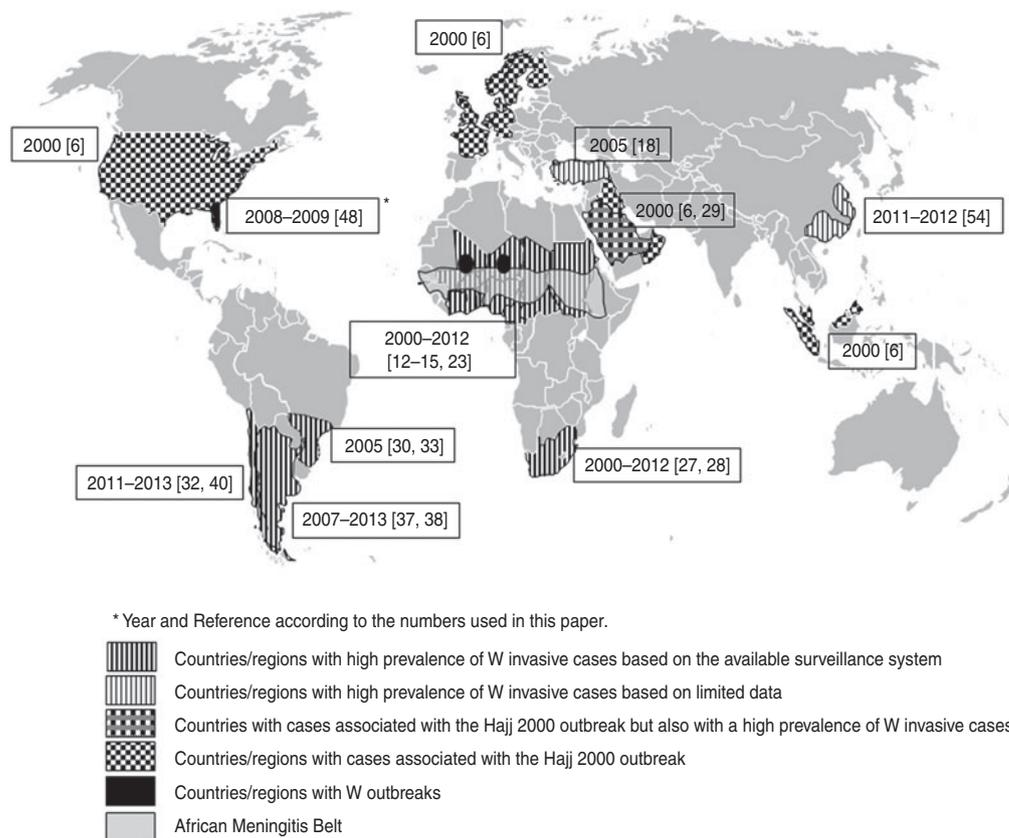 2000 [6]
2000 [6]
2005 [18]
2000 [6, 29]
2008–2009 [48] *
2011–2012 [54]
2000–2012
[12–15, 23]
2000 [6]
2005 [30, 33]
2000–2012 [27, 28]
2011–2013 [32, 40]
2007–2013 [37, 38]
* Year and Reference according to the numbers used in this paper.
Countries/regions with high prevalence of W invasive cases based on the available surveillance system
Countries/regions with high prevalence of W invasive cases based on limited data
Countries with cases associated with the Hajj 2000 outbreak but also with a high prevalence of W invasive cases
Countries/regions with cases associated with the Hajj 2000 outbreak
Countries/regions with W outbreaks
African Meningitis Belt